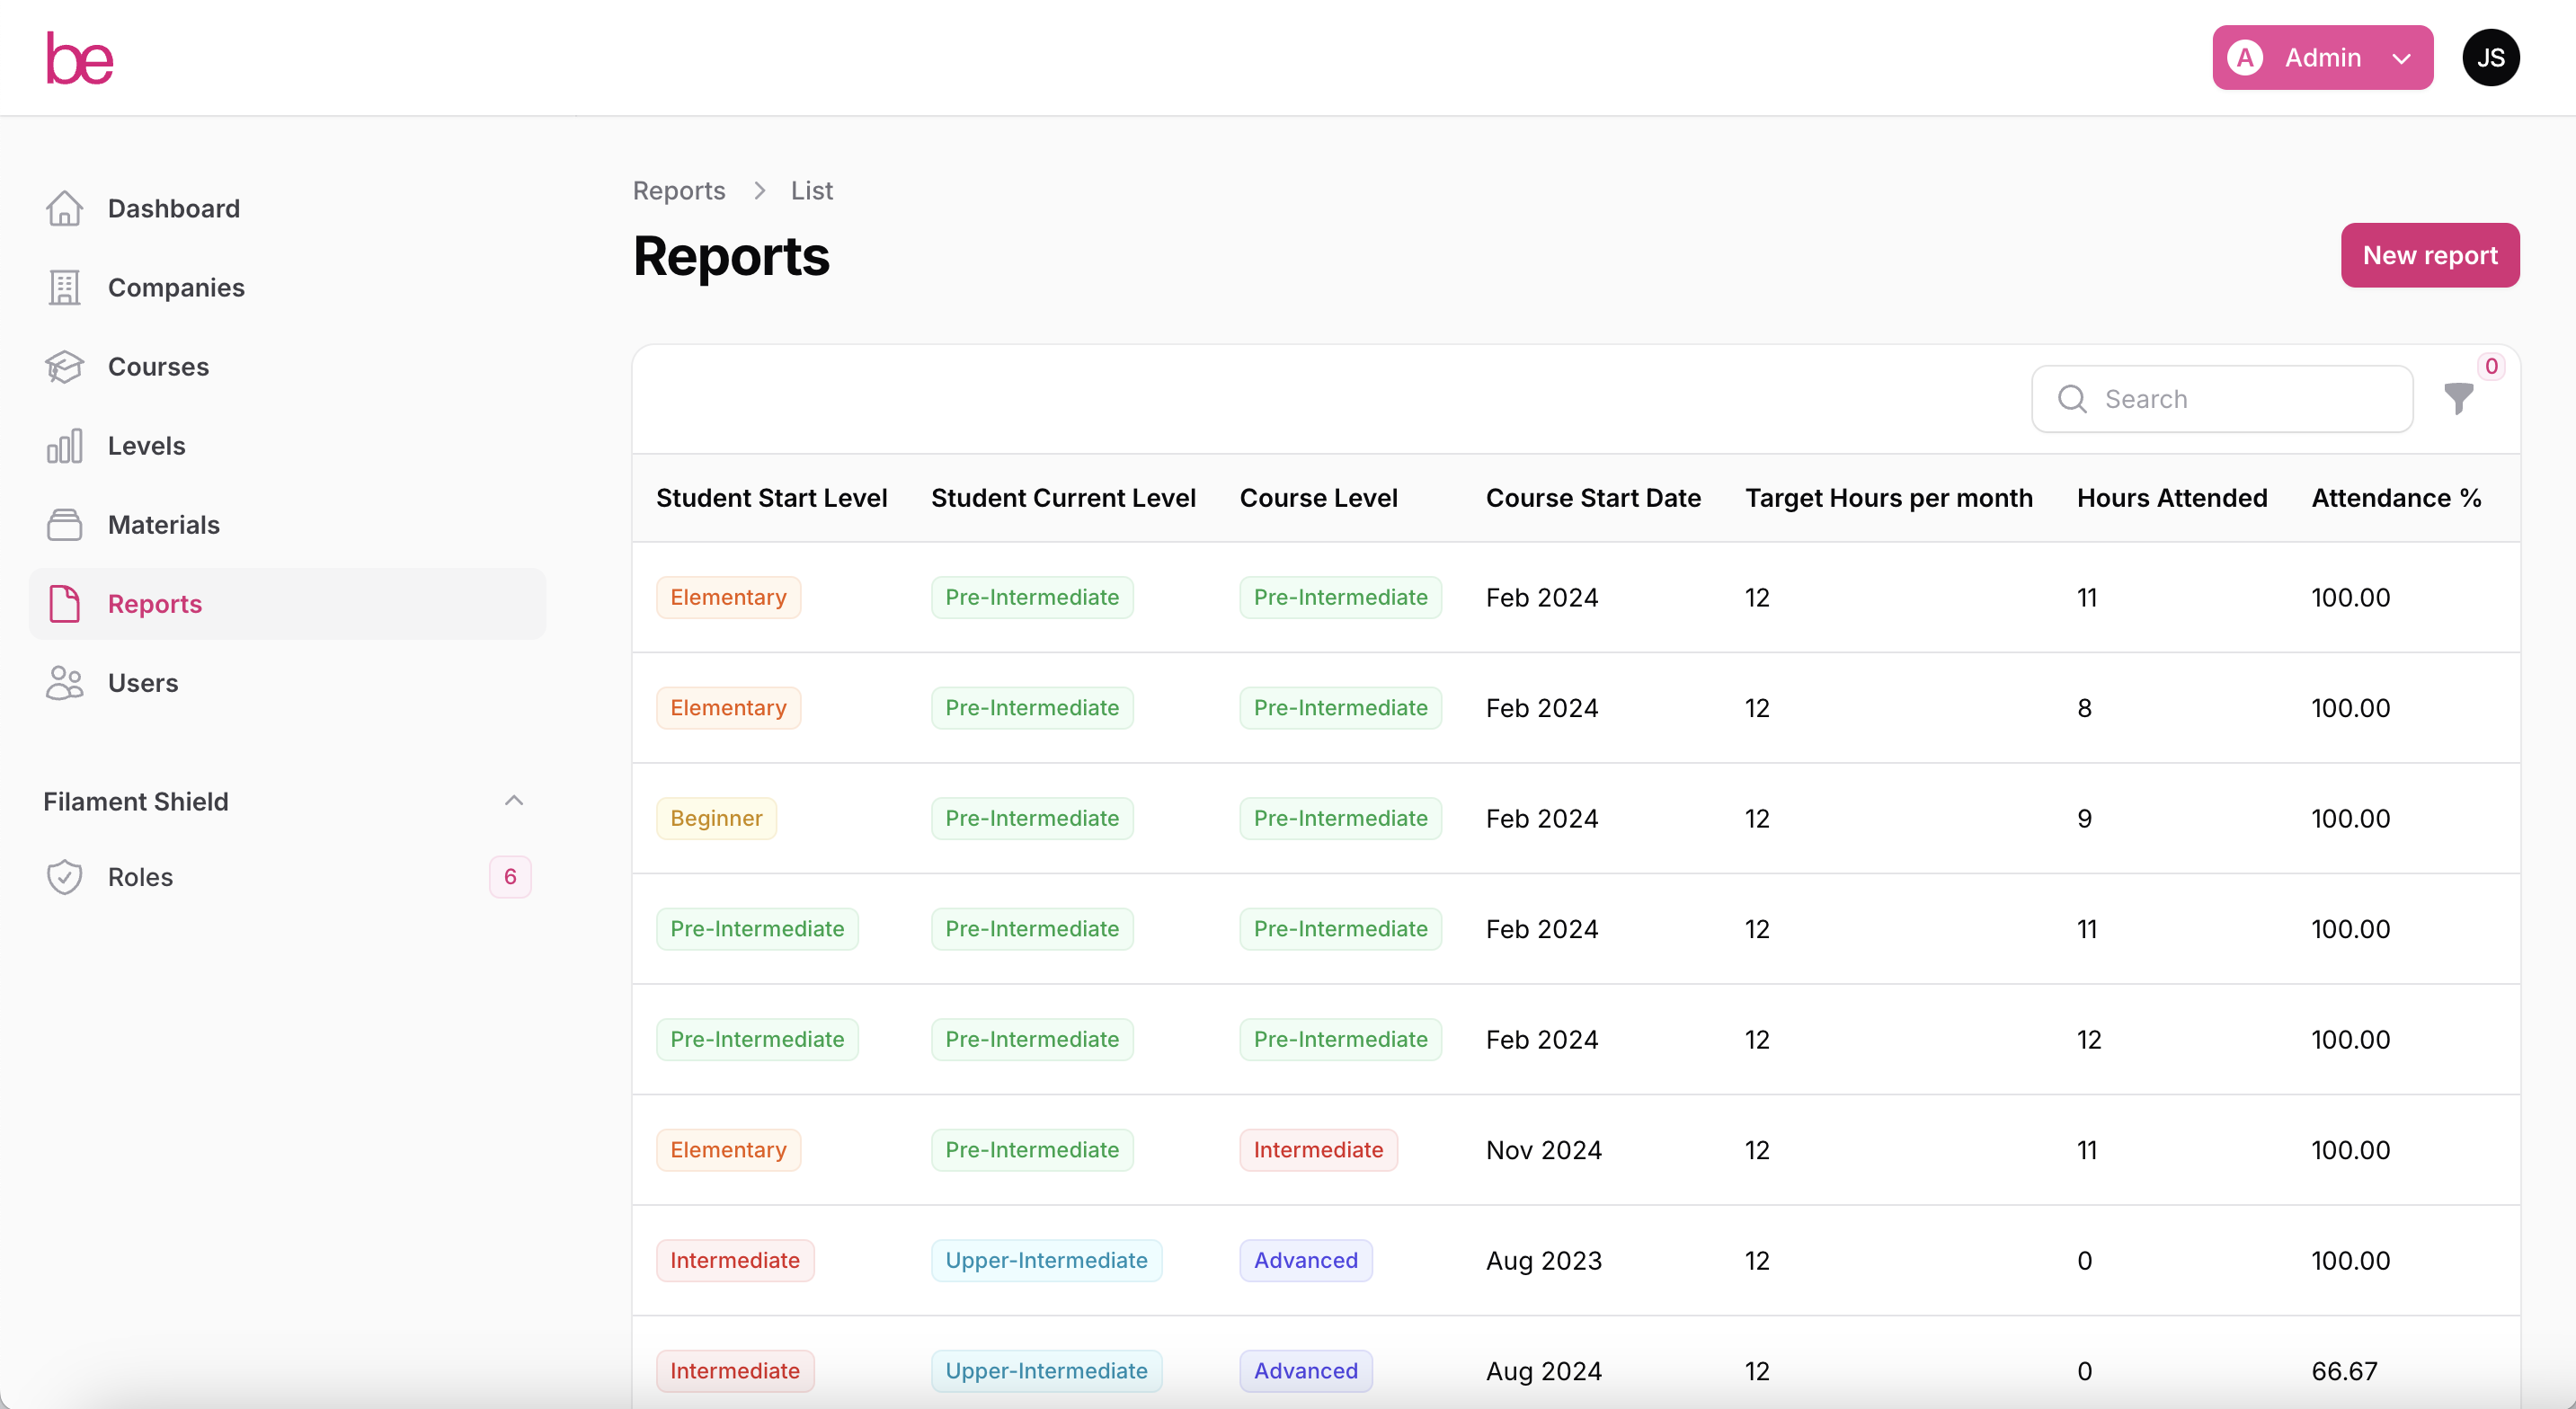 be
A Admin
JS
Dashboard
Companies
Courses
Levels
Materials
Reports
Users
Filament Shield
Roles 6
Reports > List
Reports
New report
Search
0
Student Start Level Student Current Level Course Level Course Start Date Target Hours per month Hours Attended Attendance %
Elementary Pre-Intermediate Pre-Intermediate Feb 2024 12 11 100.00
Elementary Pre-Intermediate Pre-Intermediate Feb 2024 12 8 100.00
Beginner Pre-Intermediate Pre-Intermediate Feb 2024 12 9 100.00
Pre-Intermediate Pre-Intermediate Pre-Intermediate Feb 2024 12 11 100.00
Pre-Intermediate Pre-Intermediate Pre-Intermediate Feb 2024 12 12 100.00
Elementary Pre-Intermediate Intermediate Nov 2024 12 11 100.00
Intermediate Upper-Intermediate Advanced Aug 2023 12 0 100.00
Intermediate Upper-Intermediate Advanced Aug 2024 12 0 66.67